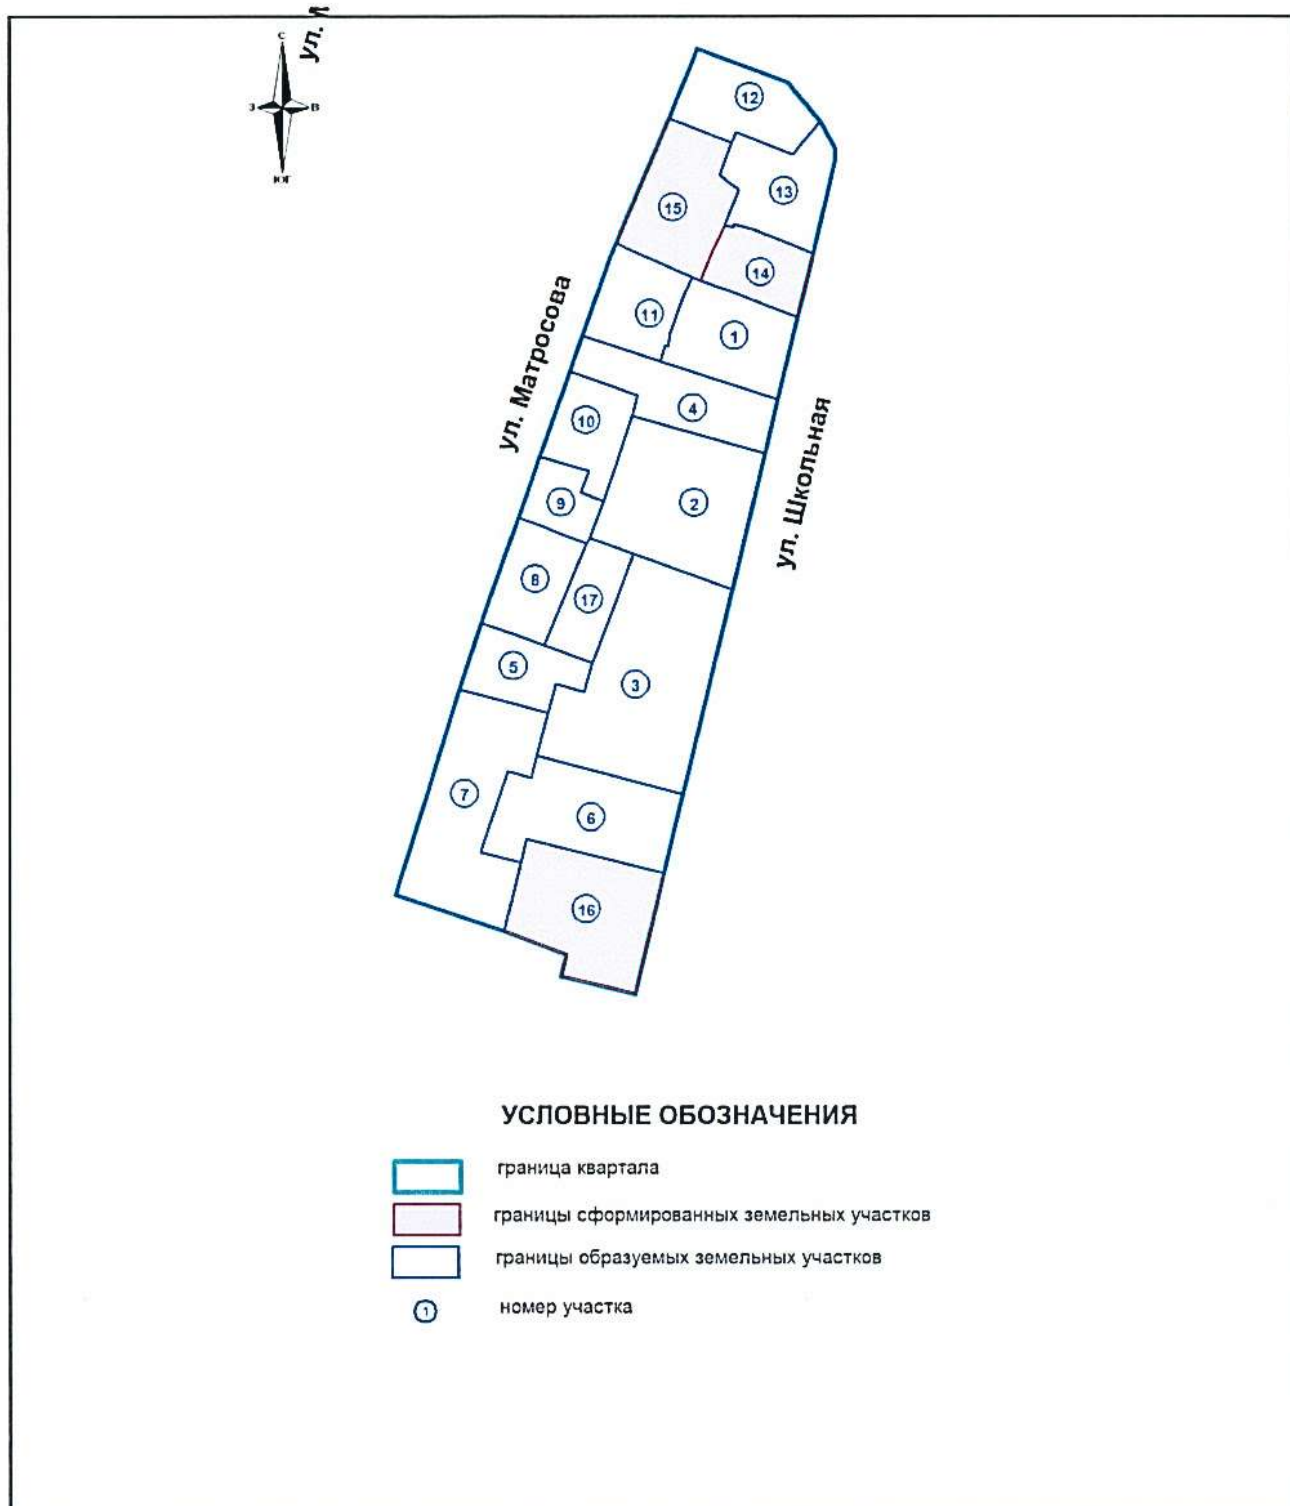 С
З
В
ЮГ
ул.
12
13
15
14
11
1
ул. Матросова
4
10
ул. Школьная
2
9
8
17
5
3
7
6
16
УСЛОВНЫЕ ОБОЗНАЧЕНИЯ
граница квартала
границы сформированных земельных участков
границы образуемых земельных участков
1
номер участка